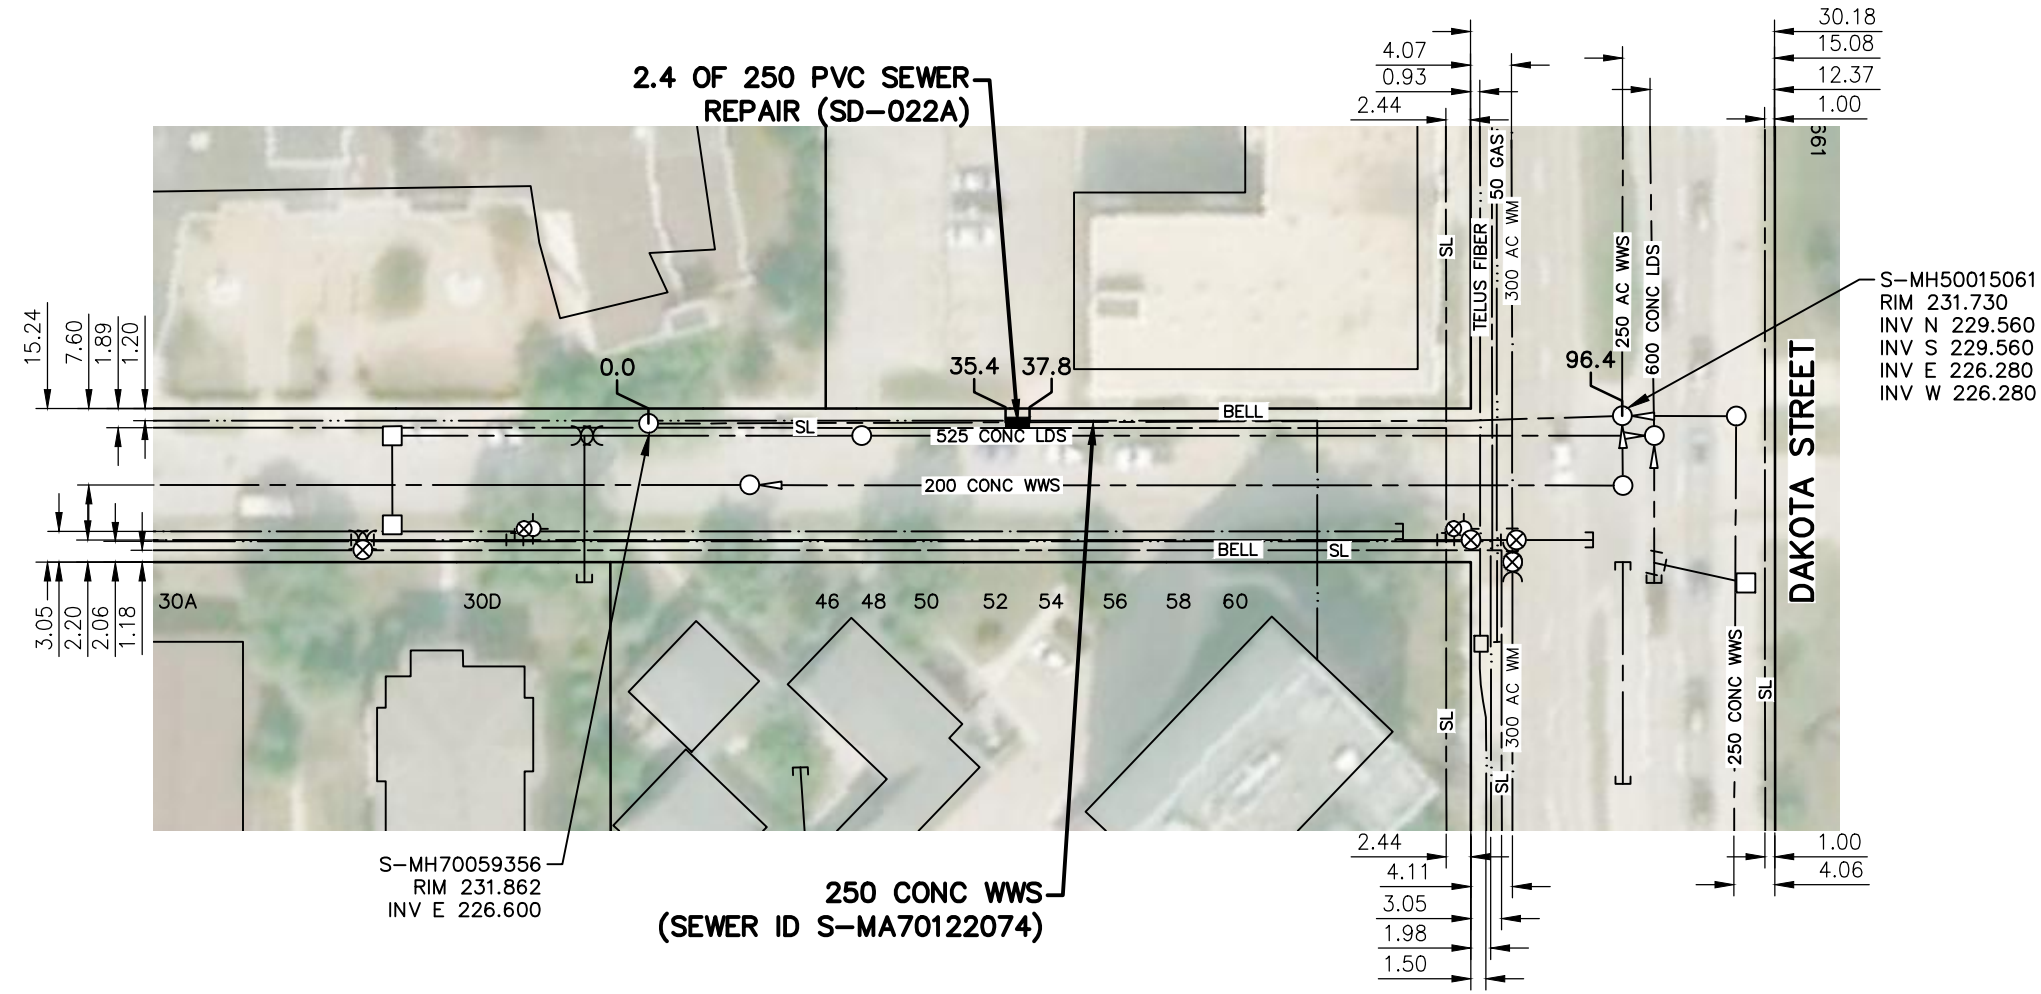 30.18
4.07
15.08
2.4 OF 250 PVC SEWER
REPAIR (SD-022A)
0.93
12.37
2.44
1.00
661
50 GAS
SL
TELUS FIBER
300 AC WM
250 AC WWS
600 CONC LDS
S-MH50015061
RIM 231.730
INV N 229.560
INV S 229.560
INV E 226.280
INV W 226.280
15.24
7.60
1.89
1.20
0.0
35.4
37.8
96.4
DAKOTA STREET
BELL
SL
525 CONC LDS
200 CONC WWS
BELL
SL
3.05
2.20
2.06
1.18
30A
30D
46
48
50
52
54
56
58
60
SL
300 AC WM
SL
250 CONC WWS
SL
S-MH70059356
RIM 231.862
INV E 226.600
250 CONC WWS
(SEWER ID S-MA70122074)
2.44
4.11
3.05
1.98
1.50
1.00
4.06